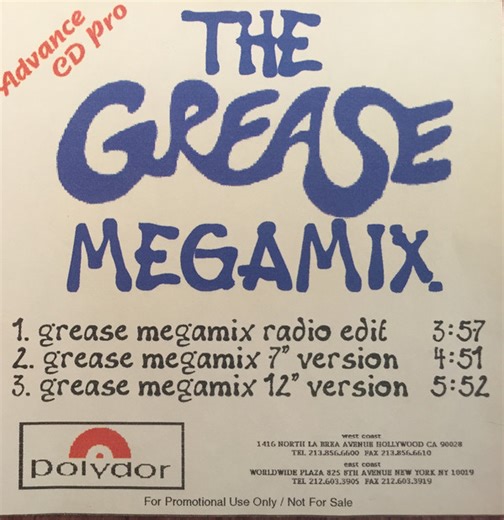 Advance
CD pro
THE
GREASE
MEGAMIX.
1. grease megamix radio edit 3:57
2. grease megamix 7" version 4:51
3. grease megamix 12" version 5:52
polydor
west coast
1416 NORTH LA BREA AVENUE HOLLYWOOD CA 90028
TEL 213.856.6600 FAX 213.856.6610
east coast
WORLDWIDE PLAZA 825 8TH AVENUE NEW YORK NY 10019
TEL 212.603.3905 FAX 212.603.3919
For Promotional Use Only / Not For Sale